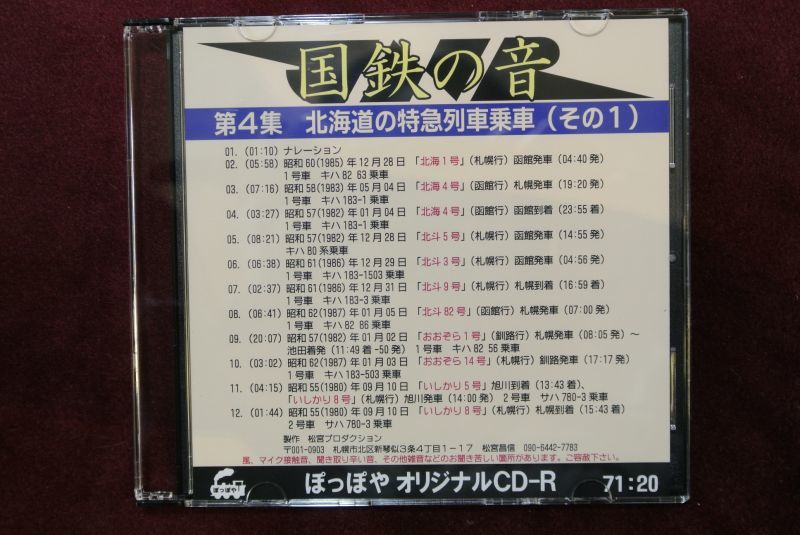 国鉄の音
第4集 北海道の特急列車乗車（その1）
01. (01:10) ナレーション
02. (05:58) 昭和60(1985)年12月28日 「北海1号」(札幌行) 函館発車 (04:40発)
1号車 キハ82 63乗車
03. (07:16) 昭和58(1983)年05月04日 「北海4号」(函館行) 札幌発車 (19:20発)
1号車 キハ183-1乗車
04. (03:27) 昭和57(1982)年01月04日 「北海4号」(函館行) 函館到着 (23:55着)
1号車 キハ183-1乗車
05. (08:21) 昭和57(1982)年12月28日 「北斗5号」(札幌行) 函館発車 (14:55発)
キハ80系乗車
06. (06:38) 昭和61(1986)年12月29日 「北斗3号」(札幌行) 函館発車 (04:56発)
1号車 キハ183-1503乗車
07. (02:37) 昭和61(1986)年12月31日 「北斗9号」(札幌行) 札幌到着 (16:59着)
1号車 キハ183-3乗車
08. (06:41) 昭和62(1987)年01月05日 「北斗82号」(函館行) 札幌発車 (07:00発)
1号車 キハ82 86乗車
09. (20:07) 昭和57(1982)年01月02日 「おおぞら1号」(釧路行) 札幌発車 (08:05発)～
池田着発 (11:49着-50発) 1号車 キハ82 56乗車
10. (03:02) 昭和62(1987)年01月03日 「おおぞら14号」(札幌行) 釧路発車 (17:17発)
1号車 キハ183-503乗車
11. (04:15) 昭和55(1980)年09月10日 「いしかり5号」旭川到着 (13:43着)、
「いしかり8号」(札幌行) 旭川発車 (14:00発) 2号車 サハ780-3乗車
12. (01:44) 昭和55(1980)年09月10日 「いしかり8号」(札幌行) 札幌到着 (15:43着)
2号車 サハ780-3乗車
製作 松宮プロダクション
〒001-0903 札幌市北区新琴似3条4丁目1-17 松宮昌信 090-6442-7783
風、マイク接触音、聞き取り辛い音、その他雑音などのお聞き苦しい箇所があります。ご容赦下さい。
ぽっぽや
ぽっぽや オリジナルCD-R 71:20